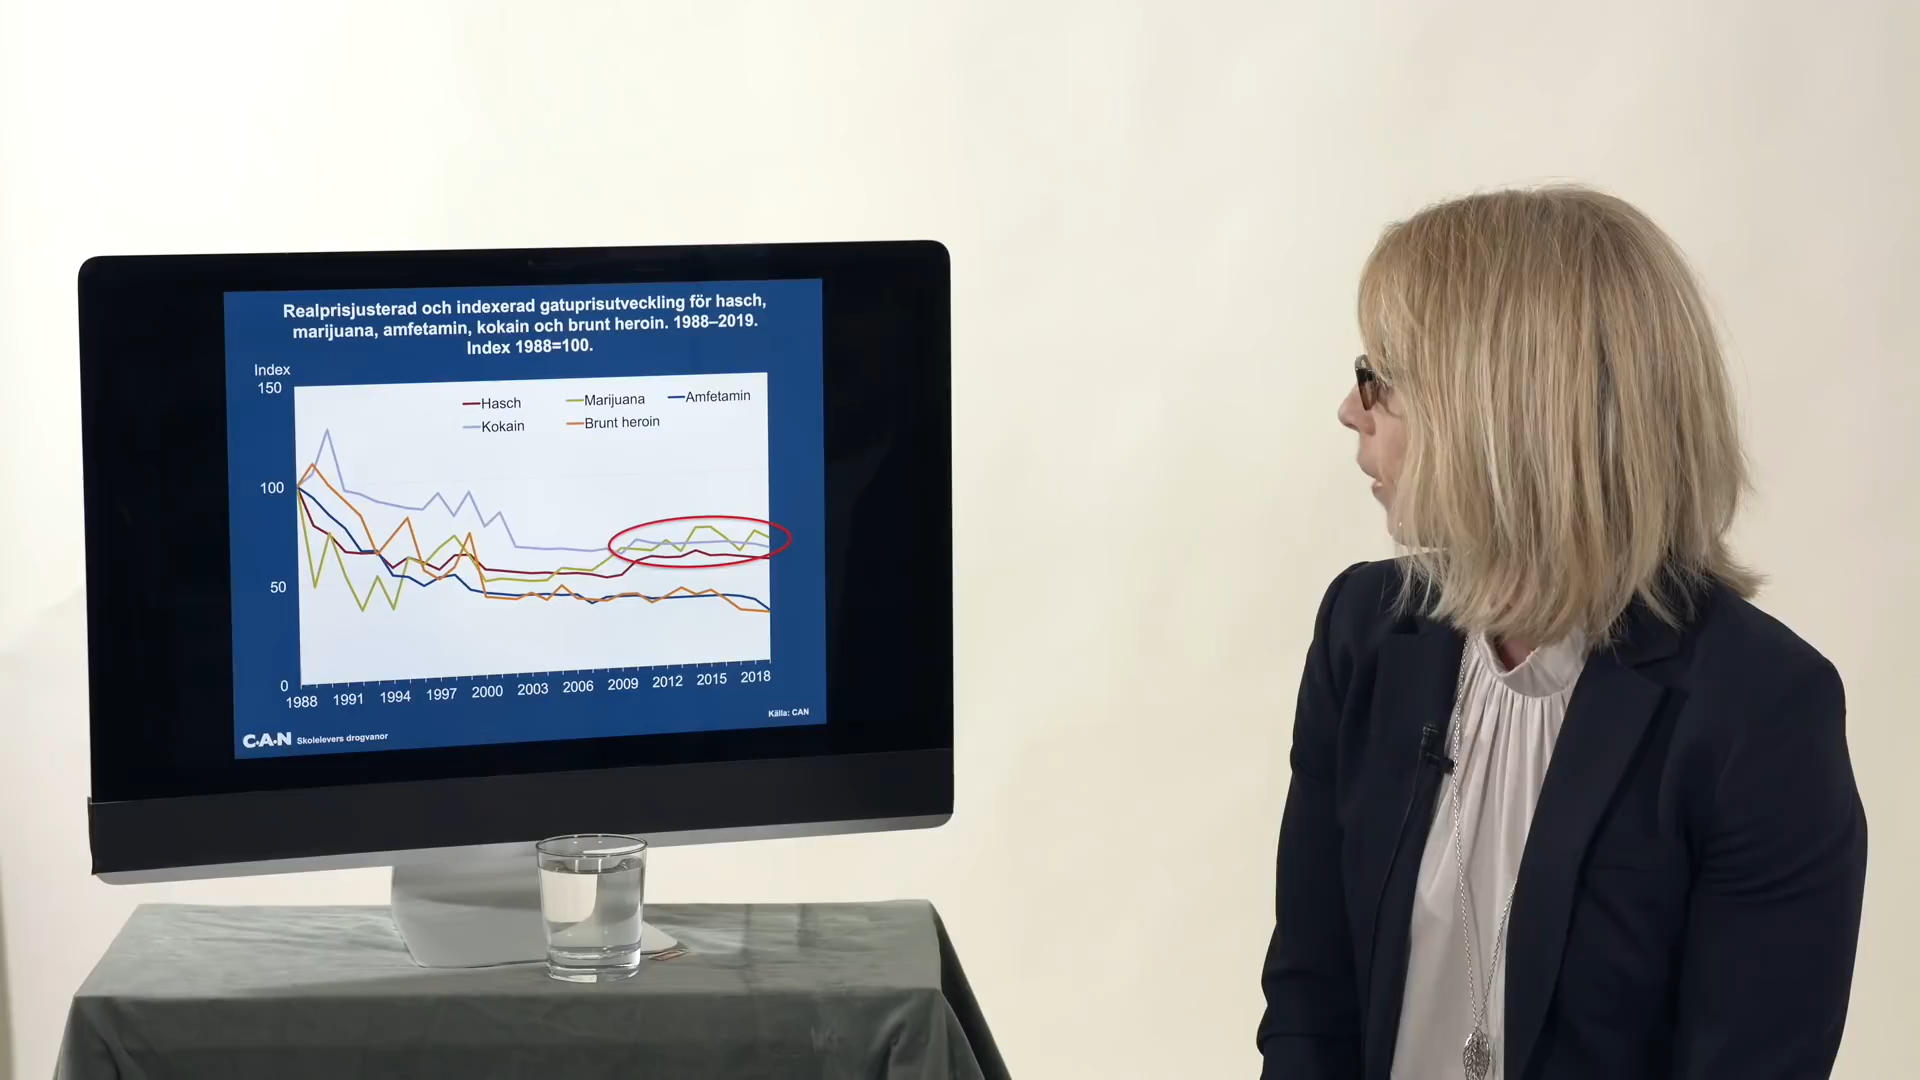 Realprisjusterad och indexerad gatuprisutveckling för hasch,
marijuana, amfetamin, kokain och brunt heroin. 1988–2019.
Index 1988=100.
Index
150
100
50
0
Hasch Marijuana Amfetamin
Kokain Brunt heroin
1988 1991 1994 1997 2000 2003 2006 2009 2012 2015 2018
Källa: CAN
C.A.N Skolelevers drogvanor